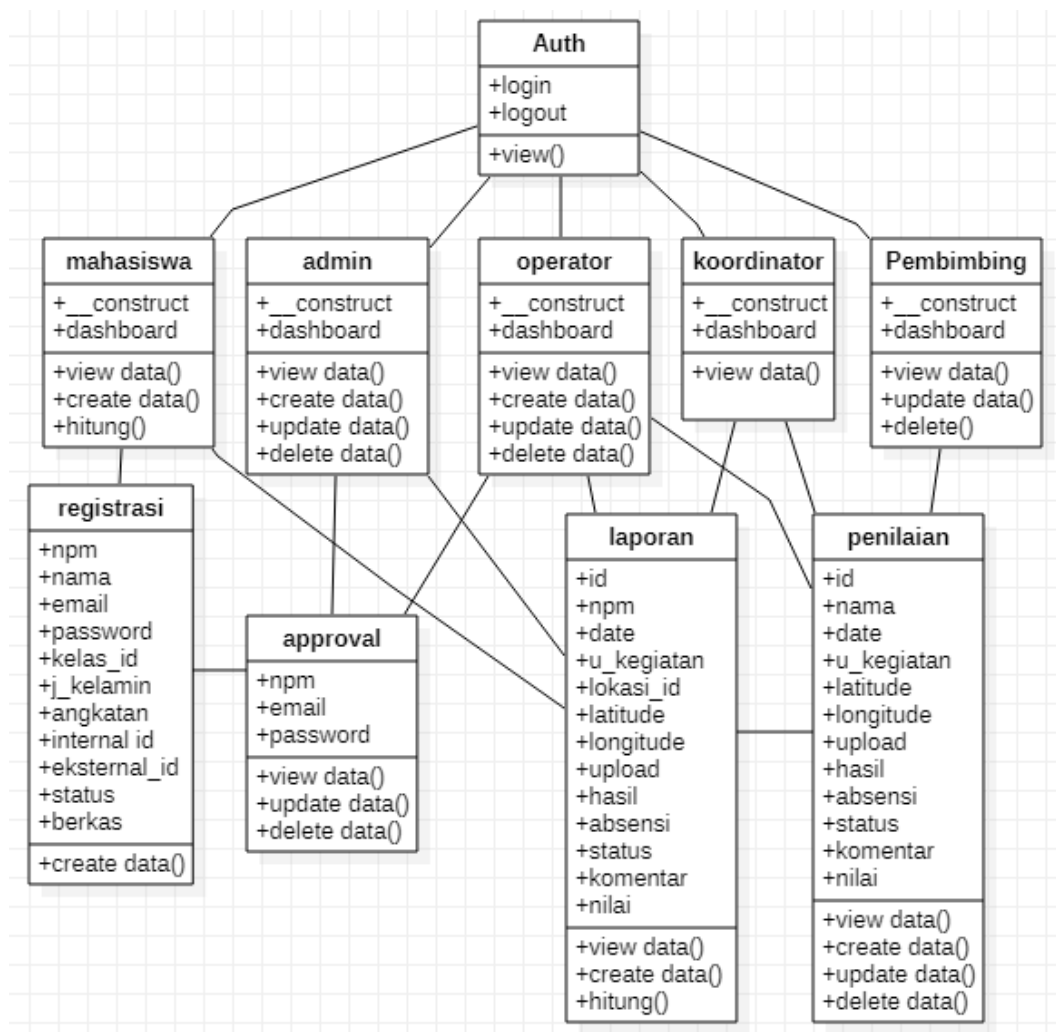 Auth
+login
+logout
+view()
mahasiswa
+__construct
+dashboard
+view data()
+create data()
+hitung()
admin
+__construct
+dashboard
+view data()
+create data()
+update data()
+delete data()
operator
+__construct
+dashboard
+view data()
+create data()
+update data()
+delete data()
koordinator
+__construct
+dashboard
+view data()
Pembimbing
+__construct
+dashboard
+view data()
+update data()
+delete()
registrasi
+npm
+nama
+email
+password
+kelas_id
+j_kelamin
+angkatan
+internal id
+eksternal_id
+status
+berkas
+create data()
approval
+npm
+email
+password
+view data()
+update data()
+delete data()
laporan
+id
+npm
+date
+u_kegiatan
+lokasi_id
+latitude
+longitude
+upload
+hasil
+absensi
+status
+komentar
+nilai
+view data()
+create data()
+hitung()
penilaian
+id
+nama
+date
+u_kegiatan
+latitude
+longitude
+upload
+hasil
+absensi
+status
+komentar
+nilai
+view data()
+create data()
+update data()
+delete data()